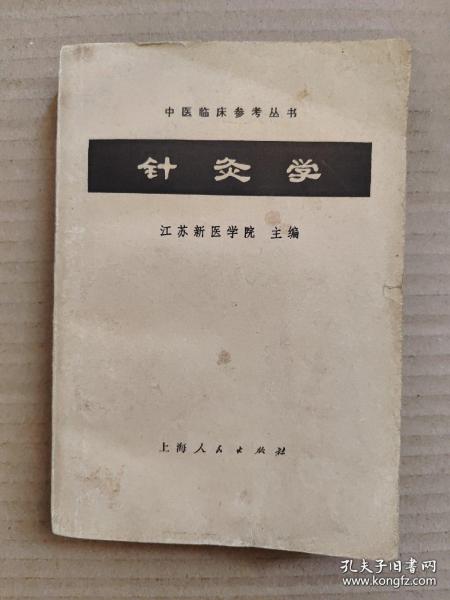 中医临床参考丛书
针灸学
江苏新医学院 主编
上海人民出版社
孔夫子旧书网
www.kongfz.com